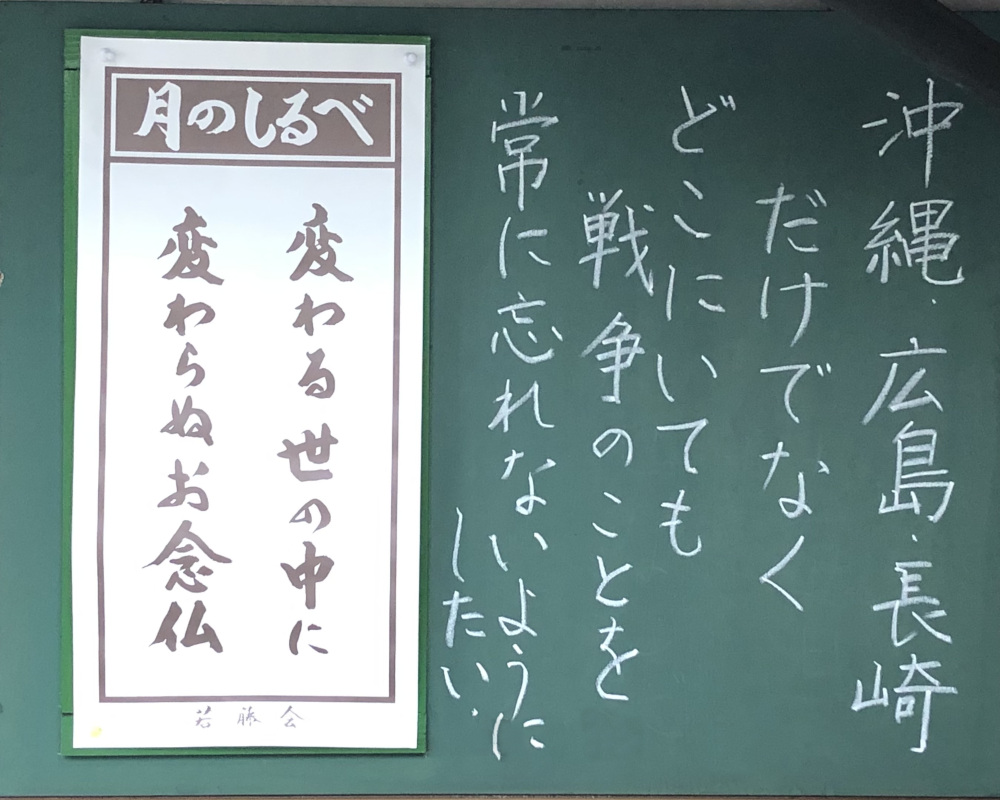 沖縄・広島・長崎
だけでなく
どこにいても
戦争のことを
常に忘れないように
したい.
月のしるべ
変わる世の中に
変わらぬお念仏
若藤会